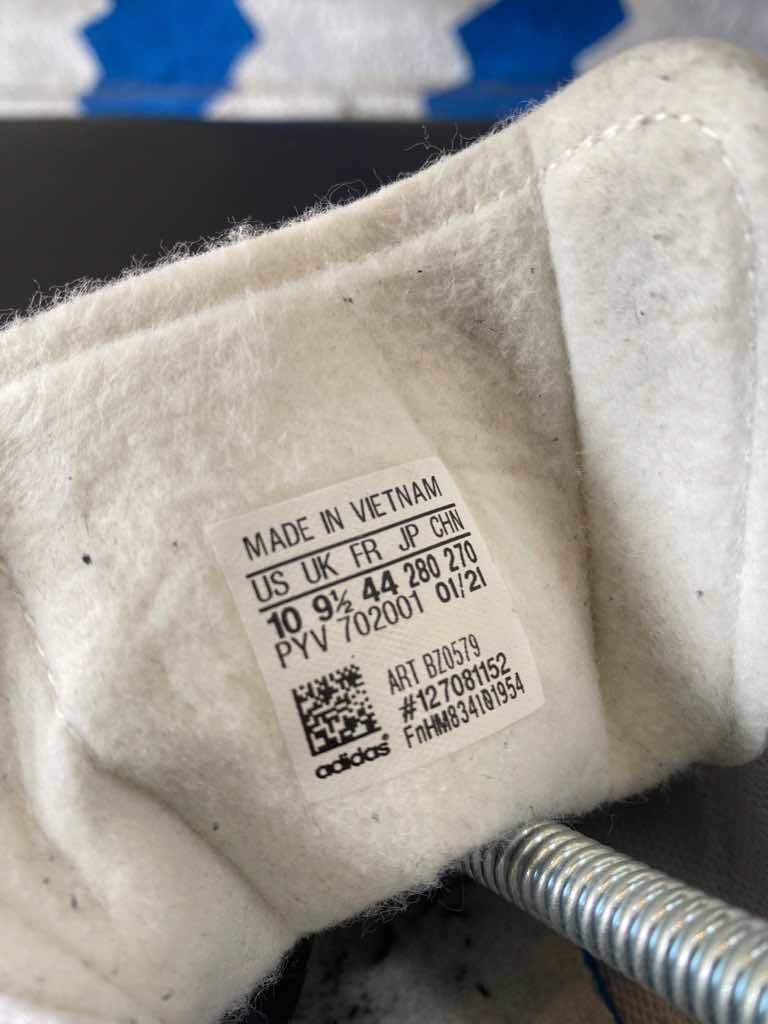 MADE IN VIETNAM
US UK FR JP CHN
10 9½ 44 280 270
PYV 702001 01/21
ART BZ0579
#127081152
adidas®